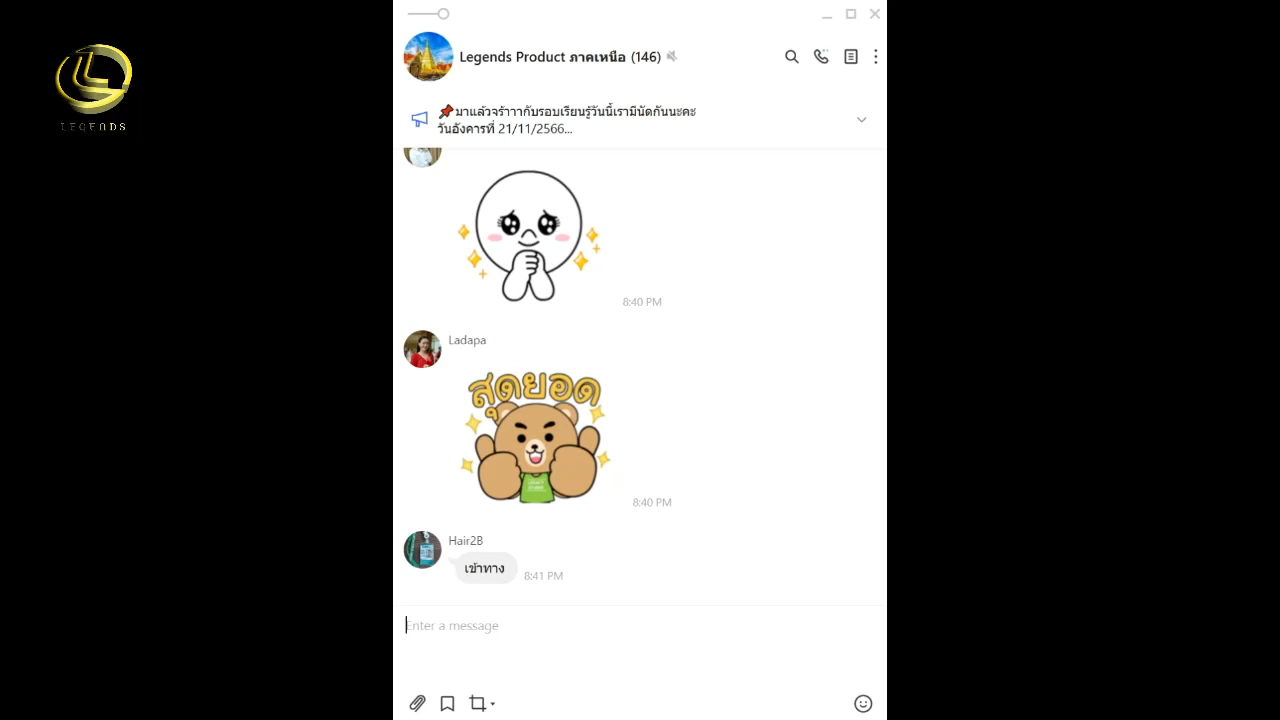 LEGENDS
Legends Product ภาคเหนือ (146)
📌มาแล้วจร้าาากับรอบเรียนรู้วันนี้เรามีนัดกันนะคะ
วันอังคารที่ 21/11/2566...
8:40 PM
Ladapa
สุดยอด
8:40 PM
Hair2B
เข้าทาง
8:41 PM
Enter a message